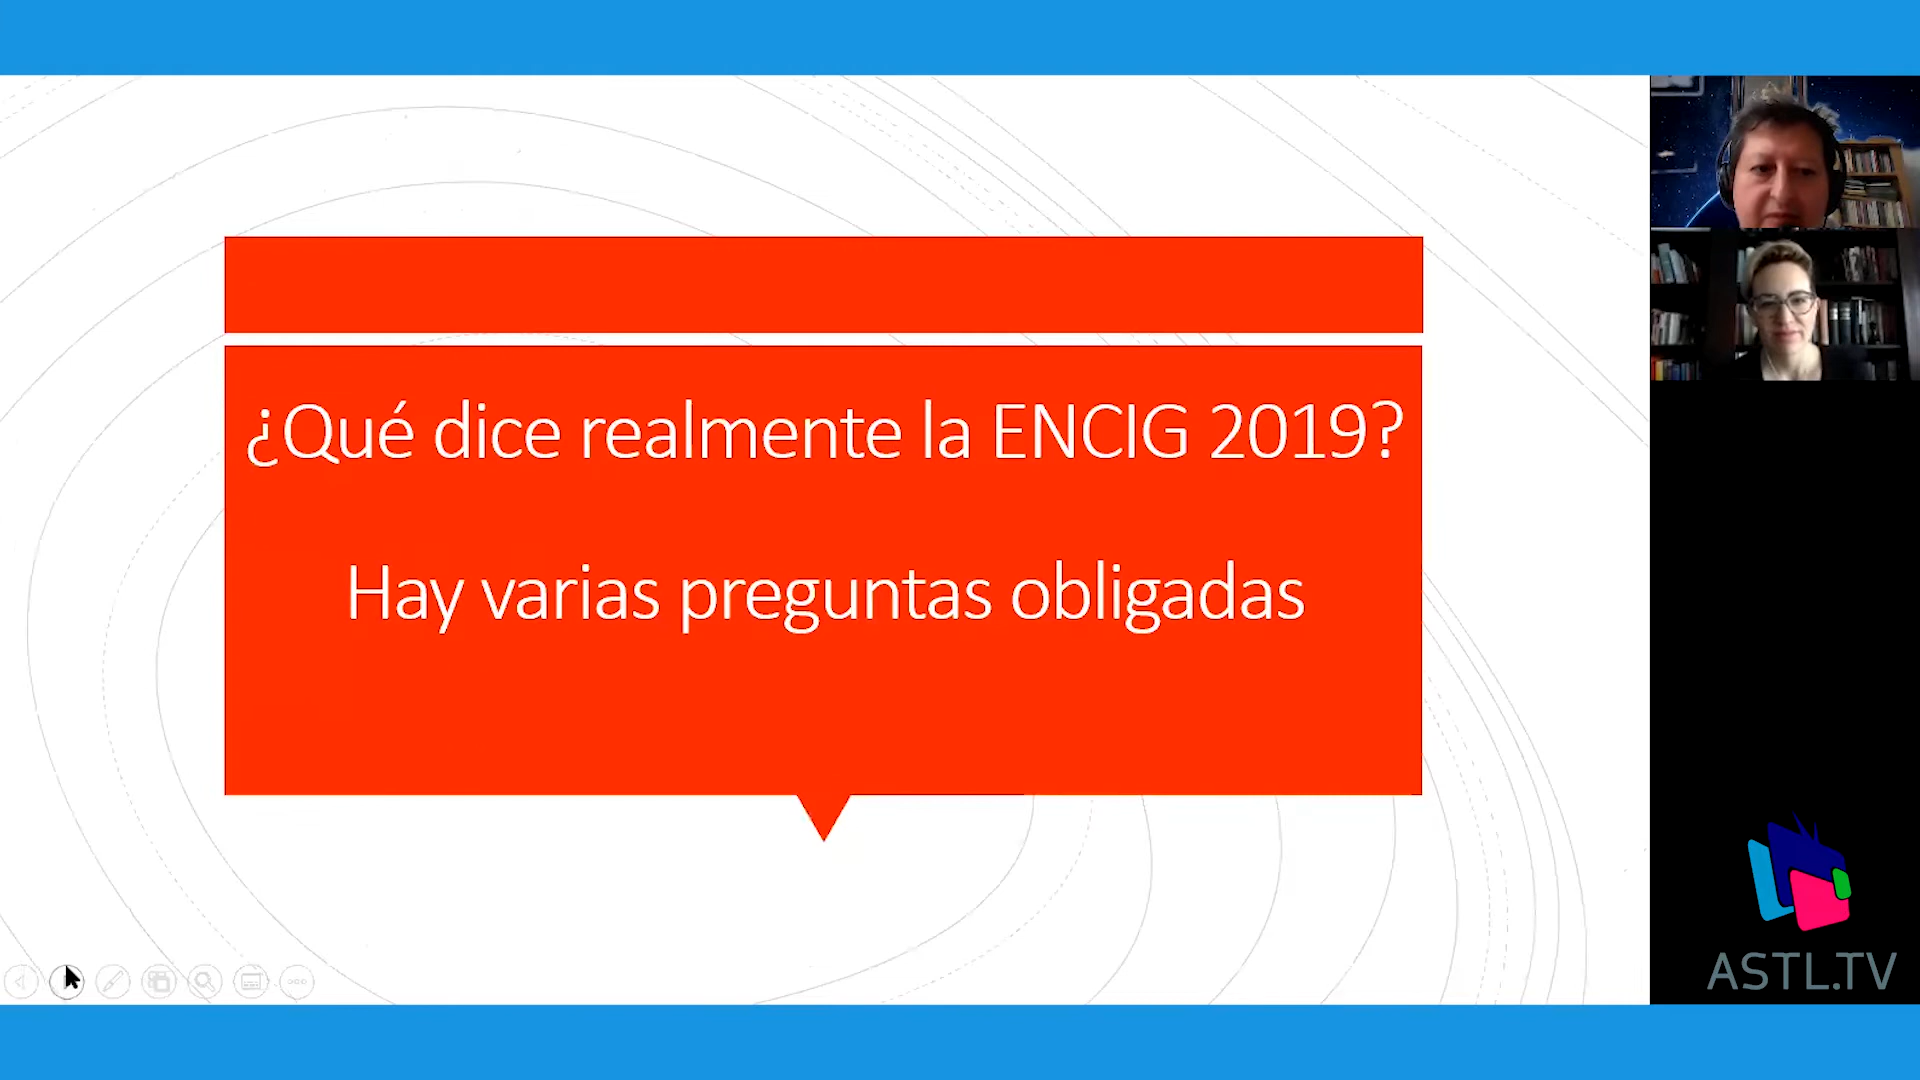 ¿Qué dice realmente la ENCIG 2019?
Hay varias preguntas obligadas
ASTL.TV